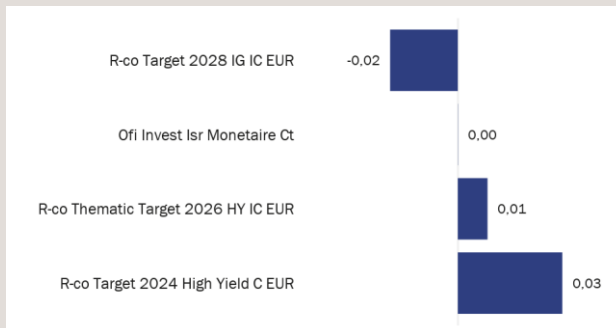 R-co Target 2028 IG IC EUR -0,02
Ofi Invest Isr Monetaire Ct 0,00
R-co Thematic Target 2026 HY IC EUR 0,01
R-co Target 2024 High Yield C EUR 0,03